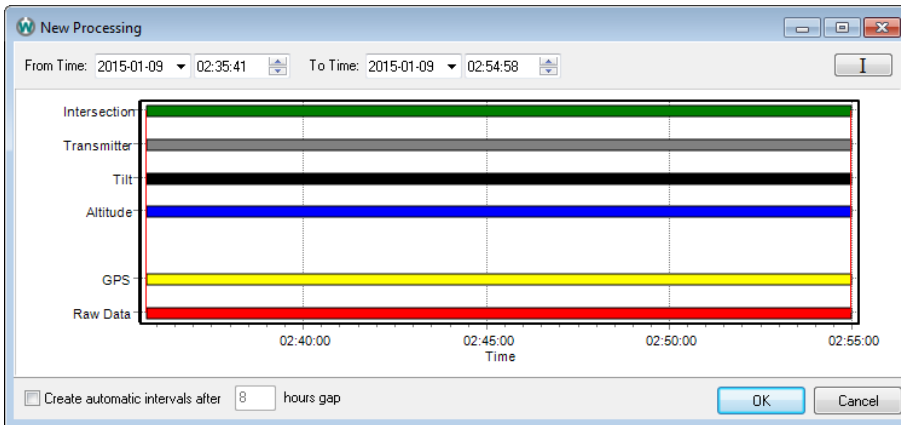 New Processing
From Time: 2015-01-09 02:35:41 To Time: 2015-01-09 02:54:58 I
Intersection
Transmitter
Tilt
Altitude
GPS
Raw Data
02:40:00 02:45:00 02:50:00 02:55:00
Time
Create automatic intervals after 8 hours gap OK Cancel